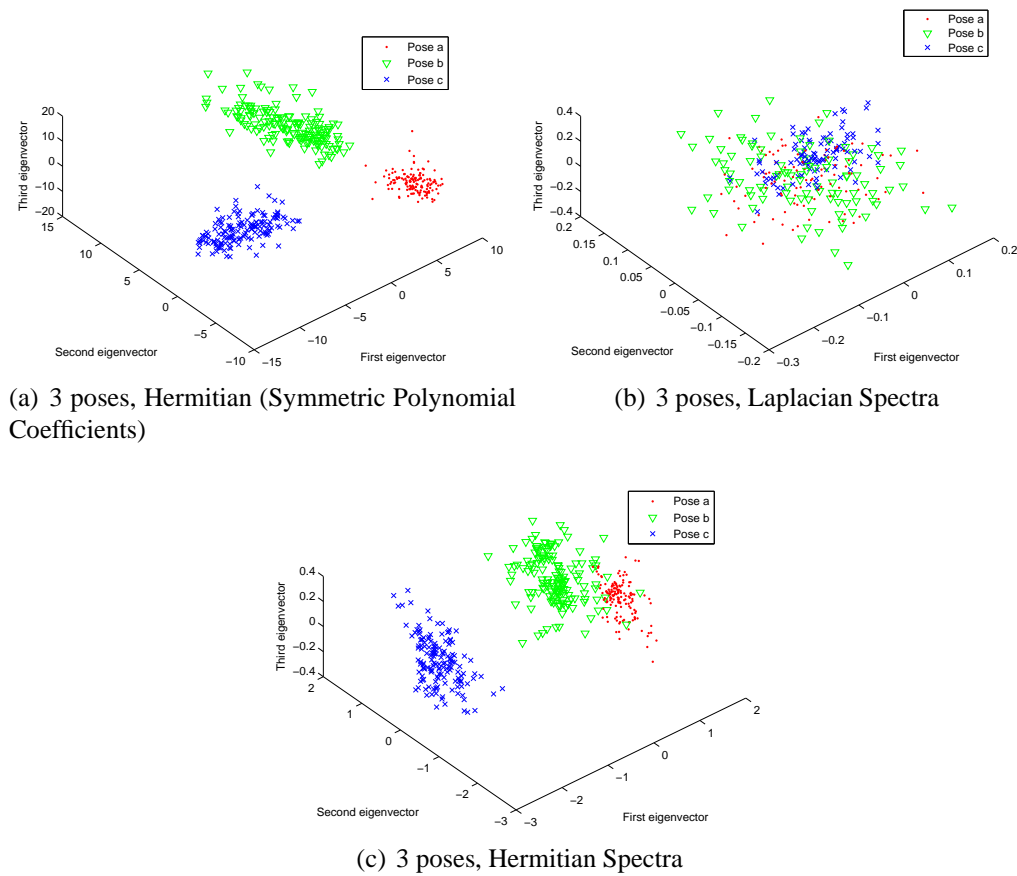 Pose a
Pose b
Pose c
20
10
0
−10
−20
Third eigenvector
15
10
5
0
−5
−10
Second eigenvector
−15
−10
−5
0
5
10
First eigenvector
(a) 3 poses, Hermitian (Symmetric Polynomial
Coefficients)
Pose a
Pose b
Pose c
0.4
0.2
0
−0.2
−0.4
Third eigenvector
0.2
0.15
0.1
0.05
0
−0.05
−0.1
−0.15
−0.2
Second eigenvector
−0.3
−0.2
−0.1
0
0.1
0.2
First eigenvector
(b) 3 poses, Laplacian Spectra
Pose a
Pose b
Pose c
0.4
0.2
0
−0.2
−0.4
Third eigenvector
2
1
0
−1
−2
−3
Second eigenvector
−3
−2
−1
0
1
2
First eigenvector
(c) 3 poses, Hermitian Spectra